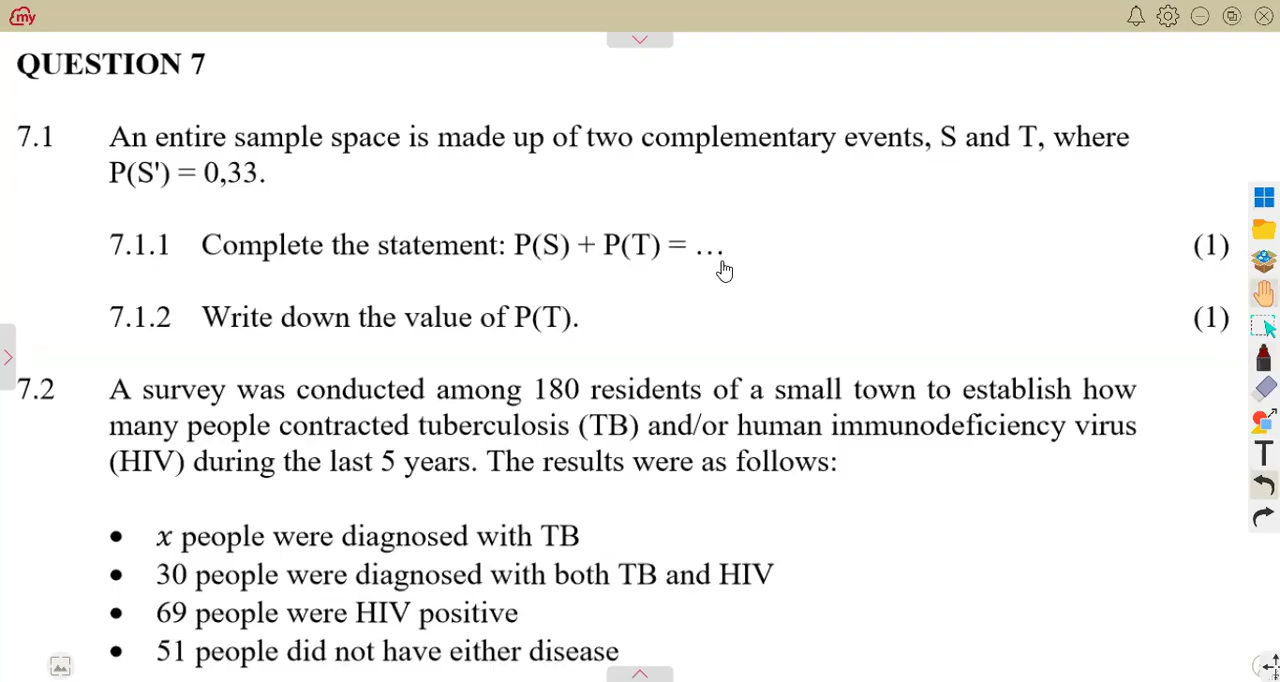 my
QUESTION 7
7.1 An entire sample space is made up of two complementary events, S and T, where
P(S') = 0,33.
7.1.1 Complete the statement: P(S) + P(T) = … (1)
7.1.2 Write down the value of P(T). (1)
7.2 A survey was conducted among 180 residents of a small town to establish how
many people contracted tuberculosis (TB) and/or human immunodeficiency virus
(HIV) during the last 5 years. The results were as follows:
• x people were diagnosed with TB
• 30 people were diagnosed with both TB and HIV
• 69 people were HIV positive
• 51 people did not have either disease